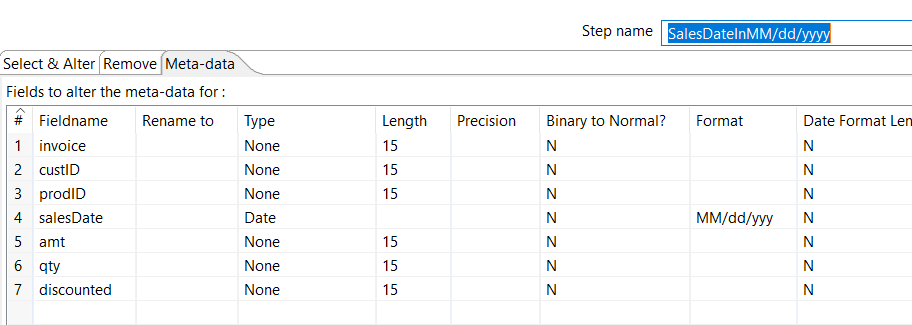 Step name SalesDateInMM/dd/yyyy
Select & Alter Remove Meta-data
Fields to alter the meta-data for :
# Fieldname Rename to Type Length Precision Binary to Normal? Format Date Format Len
1 invoice None 15 N N
2 custID None 15 N N
3 prodID None 15 N N
4 salesDate Date N MM/dd/yyy N
5 amt None 15 N N
6 qty None 15 N N
7 discounted None 15 N N